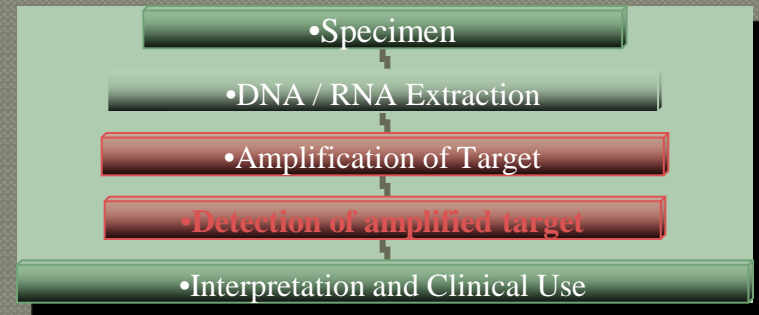 •Specimen
•DNA / RNA Extraction
•Amplification of Target
•Detection of amplified target
•Interpretation and Clinical Use